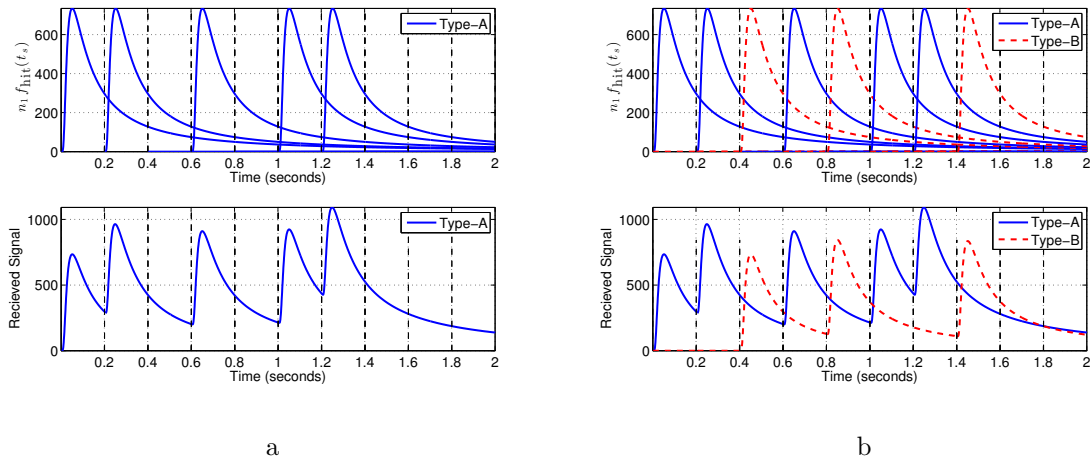 n₁ f_hit(t_s)
600
400
200
0
0.2 0.4 0.6 0.8 1 1.2 1.4 1.6 1.8 2
Time (seconds)
Type−A
Recieved Signal
1000
500
0
0.2 0.4 0.6 0.8 1 1.2 1.4 1.6 1.8 2
Time (seconds)
Type−A
a
n₁ f_hit(t_s)
600
400
200
0
0.2 0.4 0.6 0.8 1 1.2 1.4 1.6 1.8 2
Time (seconds)
Type−A
Type−B
Recieved Signal
1000
500
0
0.2 0.4 0.6 0.8 1 1.2 1.4 1.6 1.8 2
Time (seconds)
Type−A
Type−B
b